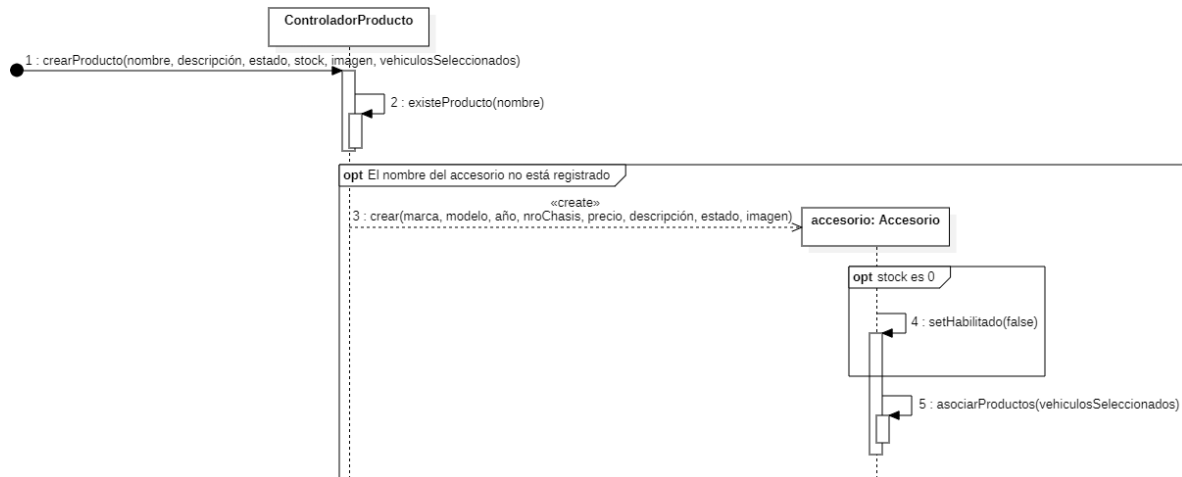 ControladorProducto
1 : crearProducto(nombre, descripción, estado, stock, imagen, vehiculosSeleccionados)
2 : existeProducto(nombre)
opt El nombre del accesorio no está registrado
«create»
3 : crear(marca, modelo, año, nroChasis, precio, descripción, estado, imagen)
accesorio: Accesorio
opt stock es 0
4 : setHabilitado(false)
5 : asociarProductos(vehiculosSeleccionados)